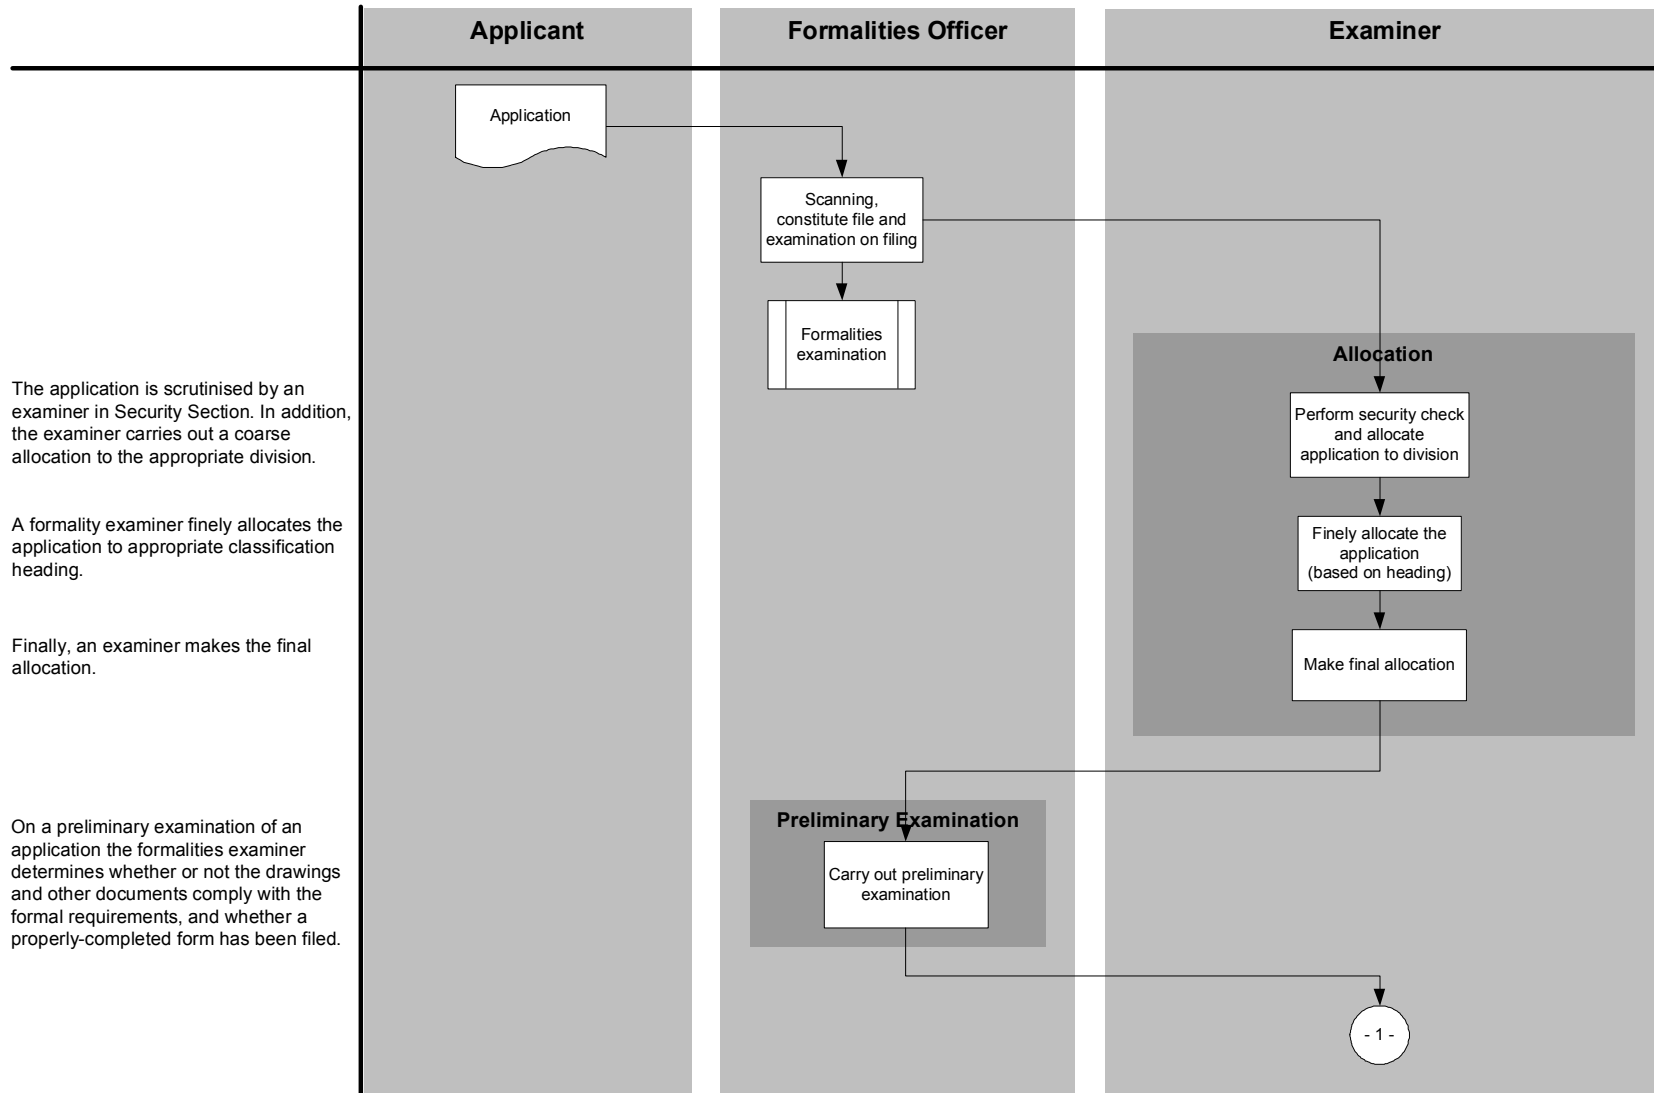 Applicant
Formalities Officer
Examiner
Application
Scanning,
constitute file and
examination on filing
Formalities
examination
Allocation
The application is scrutinised by an
examiner in Security Section. In addition,
the examiner carries out a coarse
allocation to the appropriate division.
Perform security check
and allocate
application to division
A formality examiner finely allocates the
application to appropriate classification
heading.
Finely allocate the
application
(based on heading)
Finally, an examiner makes the final
allocation.
Make final allocation
Preliminary Examination
On a preliminary examination of an
application the formalities examiner
determines whether or not the drawings
and other documents comply with the
formal requirements, and whether a
properly-completed form has been filed.
Carry out preliminary
examination
- 1 -